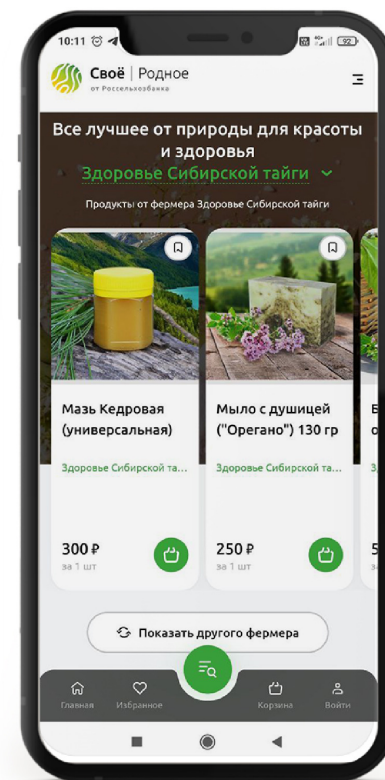 10:11
92
Своё | Родное
от Россельхозбанка
Все лучшее от природы для красоты
и здоровья
Здоровье Сибирской тайги
Продукты от фермера Здоровье Сибирской тайги
Мазь Кедровая
(универсальная)
Здоровье Сибирской та...
300 ₽
за 1 шт
Мыло с душицей
("Орегано") 130 гр
Здоровье Сибирской та...
250 ₽
за 1 шт
Показать другого фермера
Главная
Избранное
Корзина
Войти